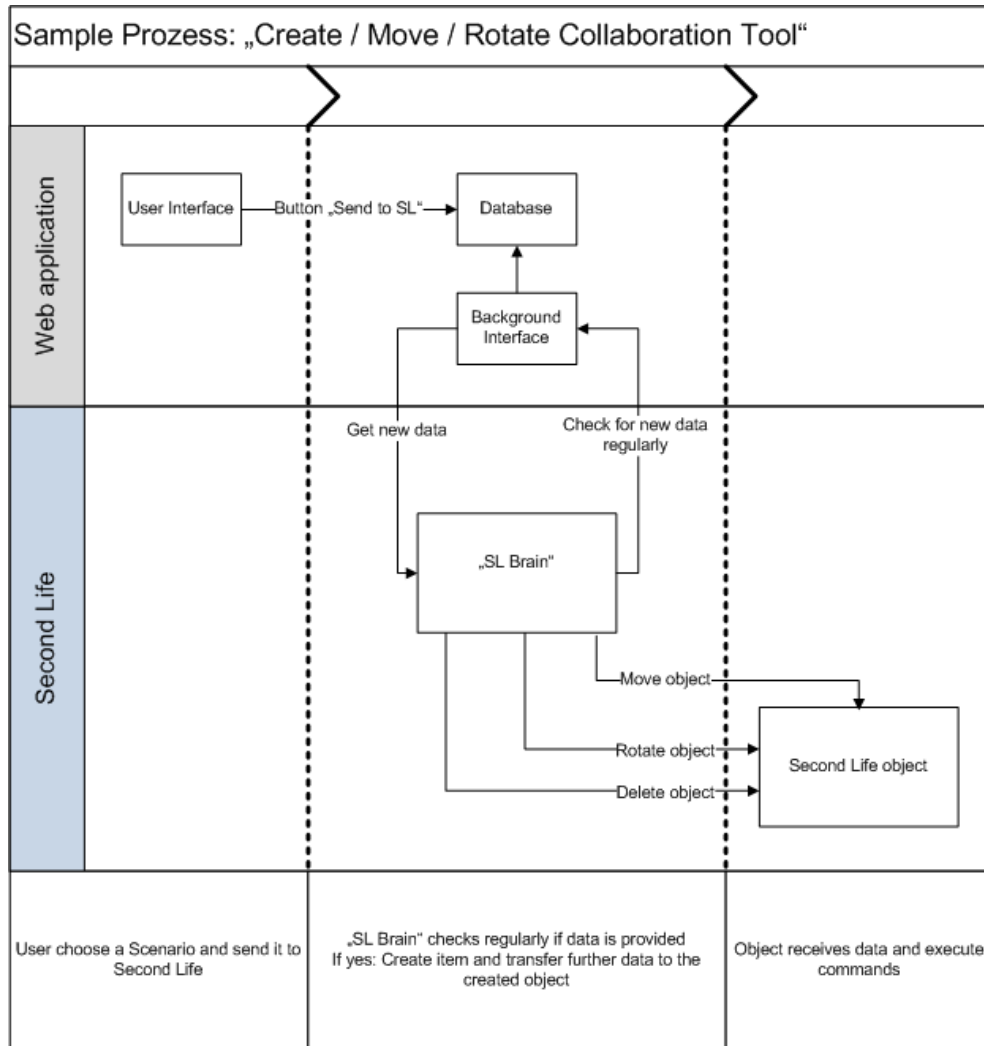 Sample Prozess: „Create / Move / Rotate Collaboration Tool“
Web application
User Interface
Button „Send to SL“
Database
Background
Interface
Get new data
Check for new data
regularly
Second Life
„SL Brain“
Move object
Rotate object
Delete object
Second Life object
User choose a Scenario and send it to
Second Life
„SL Brain“ checks regularly if data is provided
If yes: Create item and transfer further data to the
created object
Object receives data and execute
commands